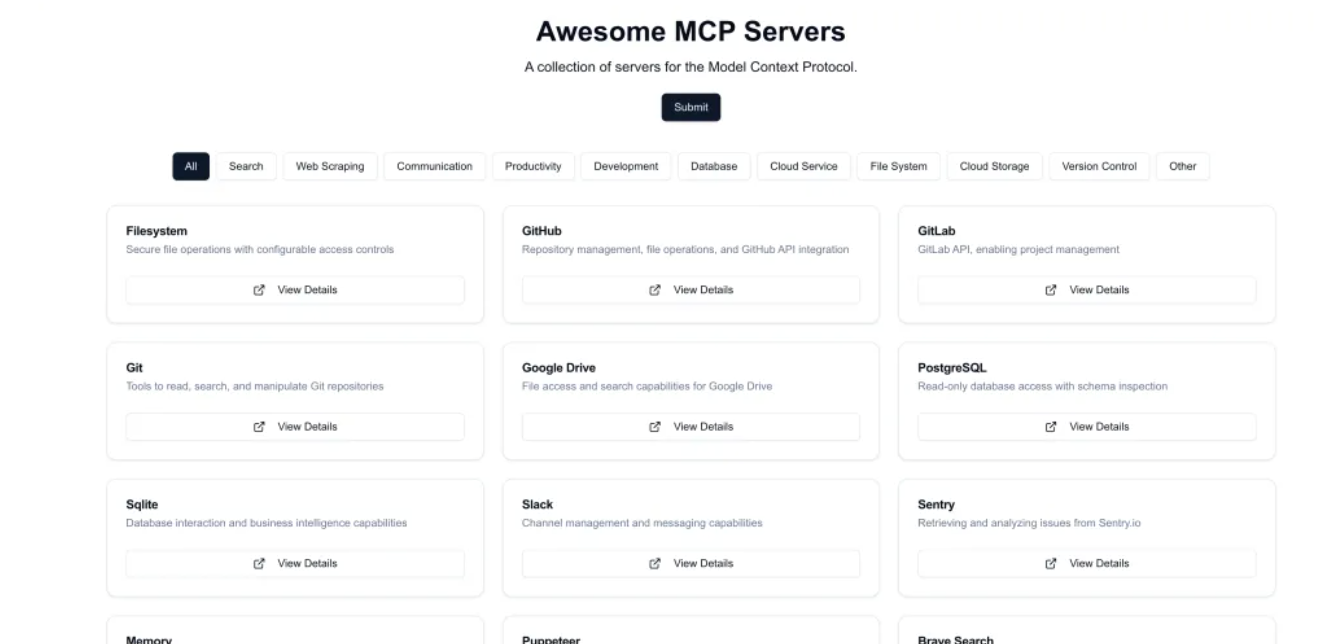 Awesome MCP Servers
A collection of servers for the Model Context Protocol.
Submit
All Search Web Scraping Communication Productivity Development Database Cloud Service File System Cloud Storage Version Control Other
Filesystem
Secure file operations with configurable access controls
View Details
GitHub
Repository management, file operations, and GitHub API integration
View Details
GitLab
GitLab API, enabling project management
View Details
Git
Tools to read, search, and manipulate Git repositories
View Details
Google Drive
File access and search capabilities for Google Drive
View Details
PostgreSQL
Read-only database access with schema inspection
View Details
Sqlite
Database interaction and business intelligence capabilities
View Details
Slack
Channel management and messaging capabilities
View Details
Sentry
Retrieving and analyzing issues from Sentry.io
View Details
Memory
Puppeteer
Brave Search